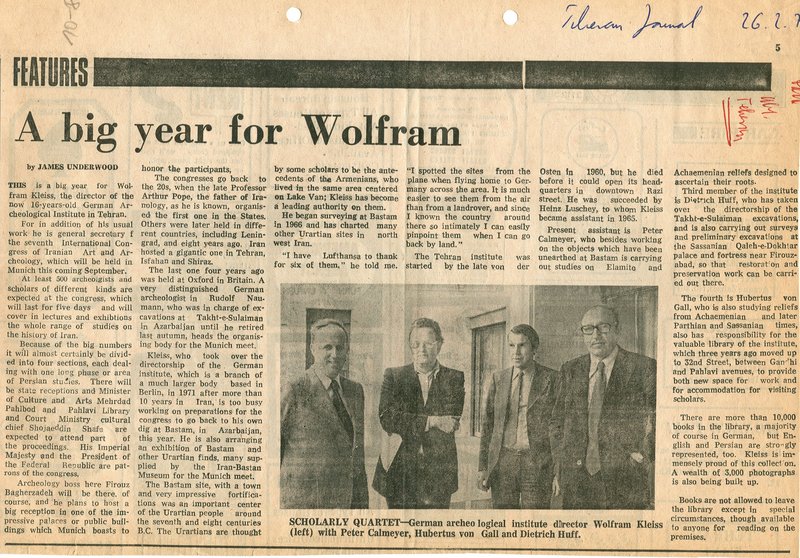 10-8
Teheran Journal 26.2.7
5
FEATURES
A big year for Wolfram
by JAMES UNDERWOOD
THIS is a big year for Wol-
fram Kleiss, the director of the
now 16-years-old German Ar-
cheological Institute in Tehran.
For in addition of his usual
work he is general secretary f
the seventh International Con-
gress of Iranian Art and Ar-
cheology, which will be held in
Munich this coming September.
At least 500 archeologists and
scholars of different kinds are
expected at the congress, which
will last for five days and will
cover in lectures and exhibitions
the whole range of studies on
the history of Iran.
Because of the big numbers
it will almost certainly be divid-
ed into four sections, each deal-
ing with one long phase or area
of Persian studies. There will
be state receptions and Minister
of Culture and Arts Mehrdad
Pahlbod and Pahlavi Library
and Court Ministry cultural
chief Shojaeddin Shafa are
expected to attend part of
the proceedings. His Imperial
Majesty and the President of
the Federal Republic are pat-
rons of the congress.
Archeology boss here Firouz
Bagherzadeh will be there, of
course, and he plans to host a
big reception in one of the im-
pressive palaces or public buil-
dings which Munich boasts to
honor the participants,
The congresses go back to
the 20s, when the late Professor
Arthur Pope, the father of Iran-
ology, as he is known, organis-
ed the first one in the States.
Others were later held in dif-
ferent countries, including Lenin-
grad, and eight years ago. Iran
hosted a gigantic one in Tehran,
Isfahan and Shiraz.
The last one four years ago
was held at Oxford in Britain. A
very distinguished German
archeologist in Rudolf Nau-
mann, who was in charge of ex-
cavations at Takht-e-Sulaiman
in Azarbaijan until he retired
last autumn, heads the organis-
ing body for the Munich meet
Kleiss, who took over the
directorship of the German
institute, which is a branch of
a much larger body based in
Berlin, in 1971 after more than
10 years in Iran, is too busy
working on preparations for the
congress to go back to his own
dig at Bastam, in Azarbaijan,
this year. He is also arranging
an exhibition of Bastam and
other Urartian finds, many sup-
plied by the Iran-Bastan
Museum for the Munich meet.
The Bastam site, with a town
and very impressive fortifica-
tions was an important center
of the Urartian people around
the seventh and eight centuries
B.C. The Urartians are thought
by some scholars to be the ante-
cedents of the Armenians, who
lived in the same area centered
on Lake Van; Kleiss has become
a leading authority on them.
He began surveying at Bastam
in 1966 and has charted many
other Urartian sites in north
west Iran.
"I have Lufthansa to thank
for six of them," he told me.
"I spotted the sites from the
plane when flying home to Ger-
many across the area. It is much
easier to see them from the air
than from a landrover, and since
I known the country around
there so intimately I can easily
pinpoint them when I can go
back by land."
The Tehran institute was
started by the late von der
Osten in 1960, but he died
before it could open its head-
quarters in downtown Razi
street. He was succeeded by
Heinz Luschey, to whom Kleiss
became assistant in 1965.
Present assistant is Peter
Calmeyer, who besides working
on the objects which have been
unearthed at Bastam is carrying
out studies on Elamite and
SCHOLARLY QUARTET—German archeo logical institute director Wolfram Kleiss
(left) with Peter Calmeyer, Hubertus von Gall and Dietrich Huff.
Achaemenian reliefs designed to
ascertain their roots.
Third member of the institute
is Dietrich Huff, who has taken
over the directorship of the
Takht-e-Sulaiman excavations,
and is also carrying out surveys
and preliminary excavations at
the Sassanian Qaleh-e-Dokhtar
palace and fortress near Firouz-
abad, so that restoration and
preservation work can be carri-
ed out there.
The fourth is Hubertus von
Gall, who is also studying reliefs
from Achaemenian and later
Parthian and Sassanian times,
also has responsibility for the
valuable library of the institute,
which three years ago moved up
to 32nd Street, between Gandhi
and Pahlavi avenues, to provide
both new space for work and
for accommodation for visiting
scholars.
There are more than 10,000
books in the library, a majority
of course in German, but En-
glish and Persian are strongly
represented, too. Kleiss is im-
mensely proud of this collection.
A wealth of 3,000 photographs
is also being built up.
Books are not allowed to leave
the library except in special
circumstances, though available
to anyone for reading on the
premises.